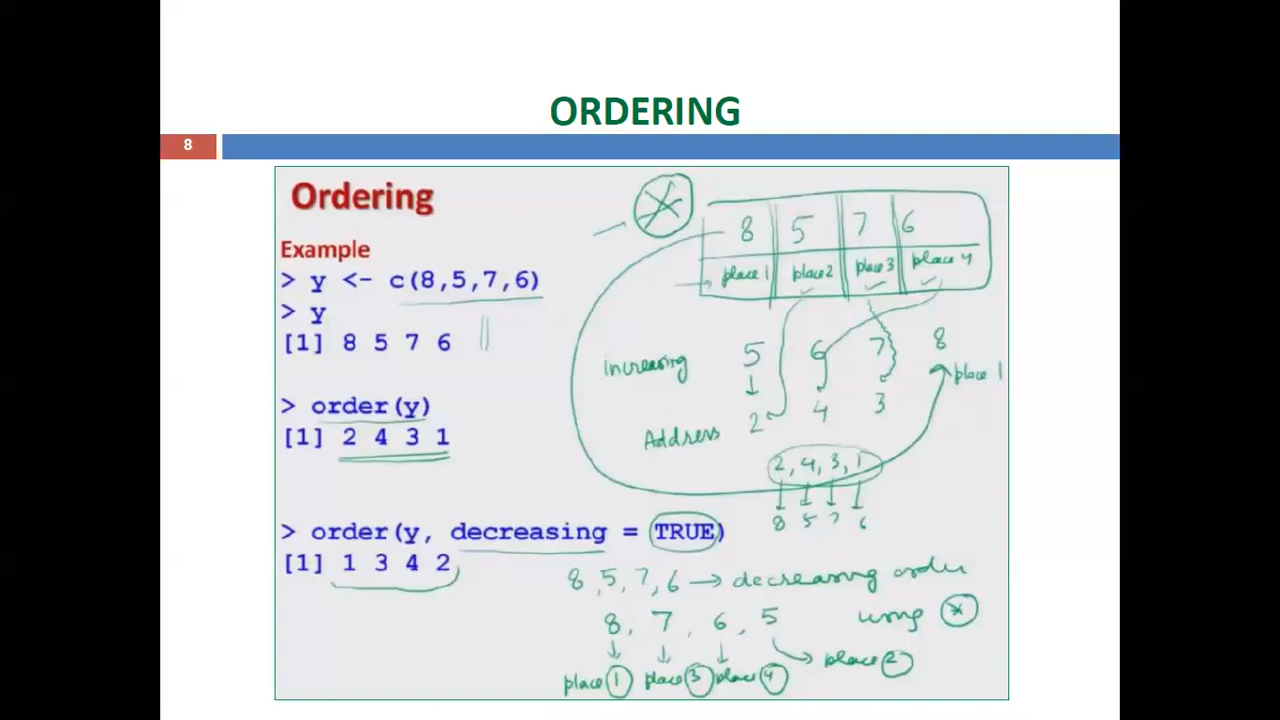 ORDERING
8
Ordering
Example
> y <- c(8,5,7,6)
> y
[1] 8 5 7 6
> order(y)
[1] 2 4 3 1
> order(y, decreasing = TRUE)
[1] 1 3 4 2
8 5 7 6
place 1 place 2 place 3 place 4
increasing 5 6 7 8
place 1
Address 2 4 3
2, 4, 3, 1
8 5 7 6
8, 5, 7, 6 → decreasing order
8, 7, 6, 5 using *
place 1 place 3 place 4 place 2